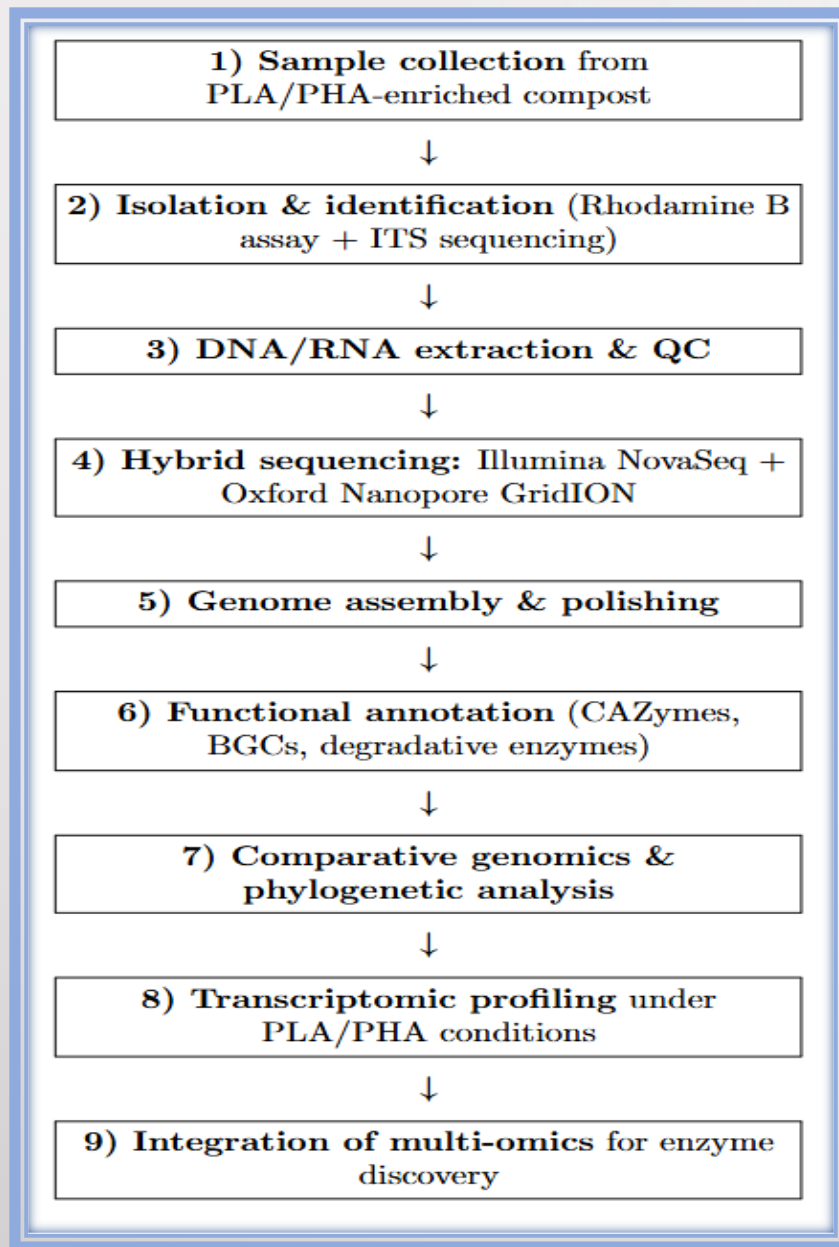 1) Sample collection from
PLA/PHA-enriched compost
↓
2) Isolation & identification (Rhodamine B
assay + ITS sequencing)
↓
3) DNA/RNA extraction & QC
↓
4) Hybrid sequencing: Illumina NovaSeq +
Oxford Nanopore GridION
↓
5) Genome assembly & polishing
↓
6) Functional annotation (CAZymes,
BGCs, degradative enzymes)
↓
7) Comparative genomics &
phylogenetic analysis
↓
8) Transcriptomic profiling under
PLA/PHA conditions
↓
9) Integration of multi-omics for enzyme
discovery